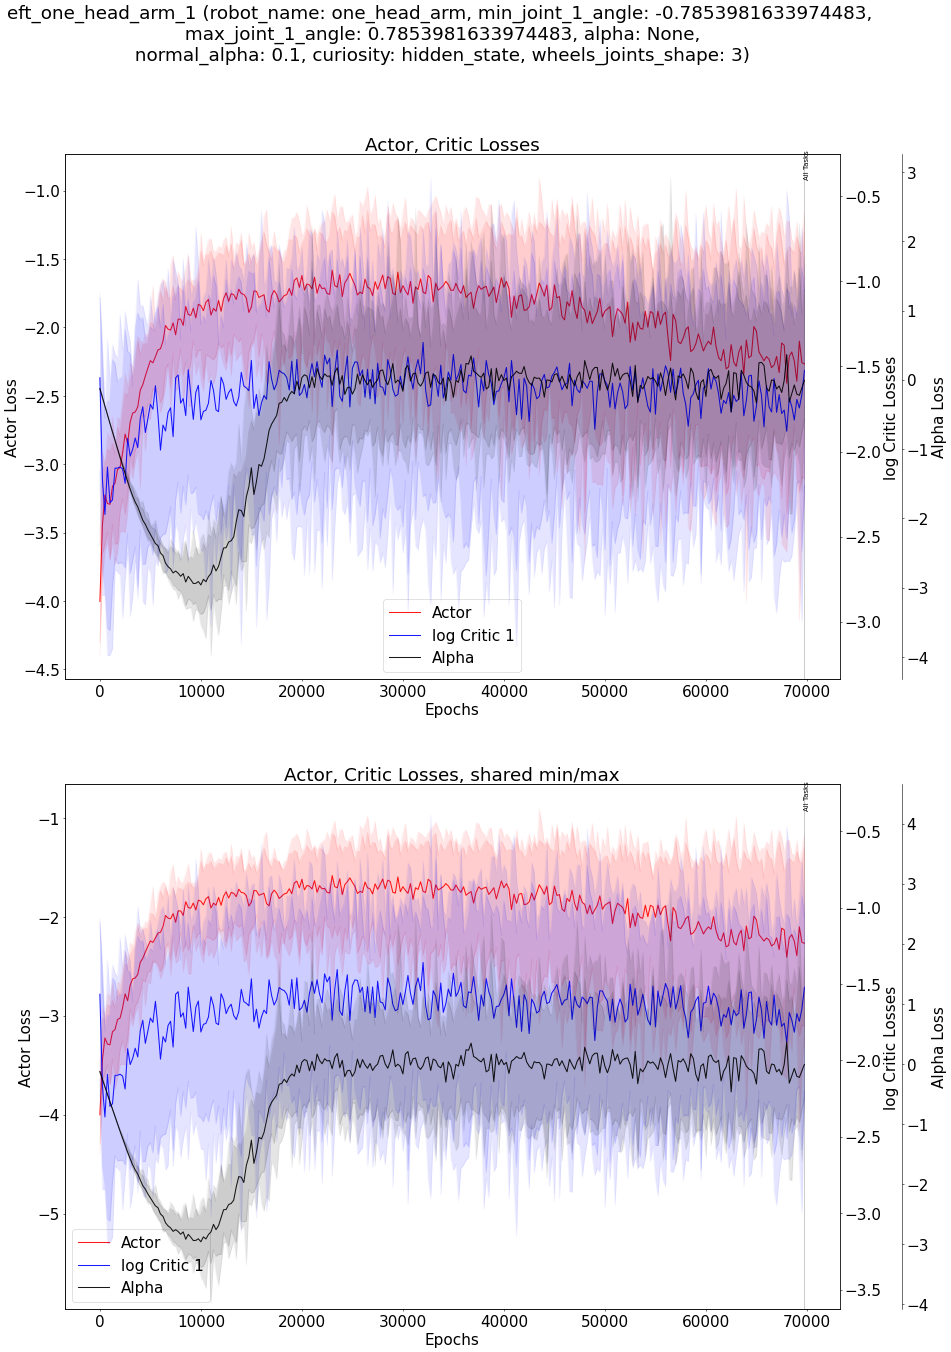 eft_one_head_arm_1 (robot_name: one_head_arm, min_joint_1_angle: -0.7853981633974483,
max_joint_1_angle: 0.7853981633974483, alpha: None,
normal_alpha: 0.1, curiosity: hidden_state, wheels_joints_shape: 3)
Actor, Critic Losses
All Tasks
−1.0
−1.5
−2.0
−2.5
−3.0
−3.5
−4.0
−4.5
Actor Loss
−0.5
−1.0
−1.5
−2.0
−2.5
−3.0
log Critic Losses
3
2
1
0
−1
−2
−3
−4
Alpha Loss
Actor
log Critic 1
Alpha
0 10000 20000 30000 40000 50000 60000 70000
Epochs
Actor, Critic Losses, shared min/max
All Tasks
−1
−2
−3
−4
−5
Actor Loss
−0.5
−1.0
−1.5
−2.0
−2.5
−3.0
−3.5
log Critic Losses
4
3
2
1
0
−1
−2
−3
−4
Alpha Loss
Actor
log Critic 1
Alpha
0 10000 20000 30000 40000 50000 60000 70000
Epochs